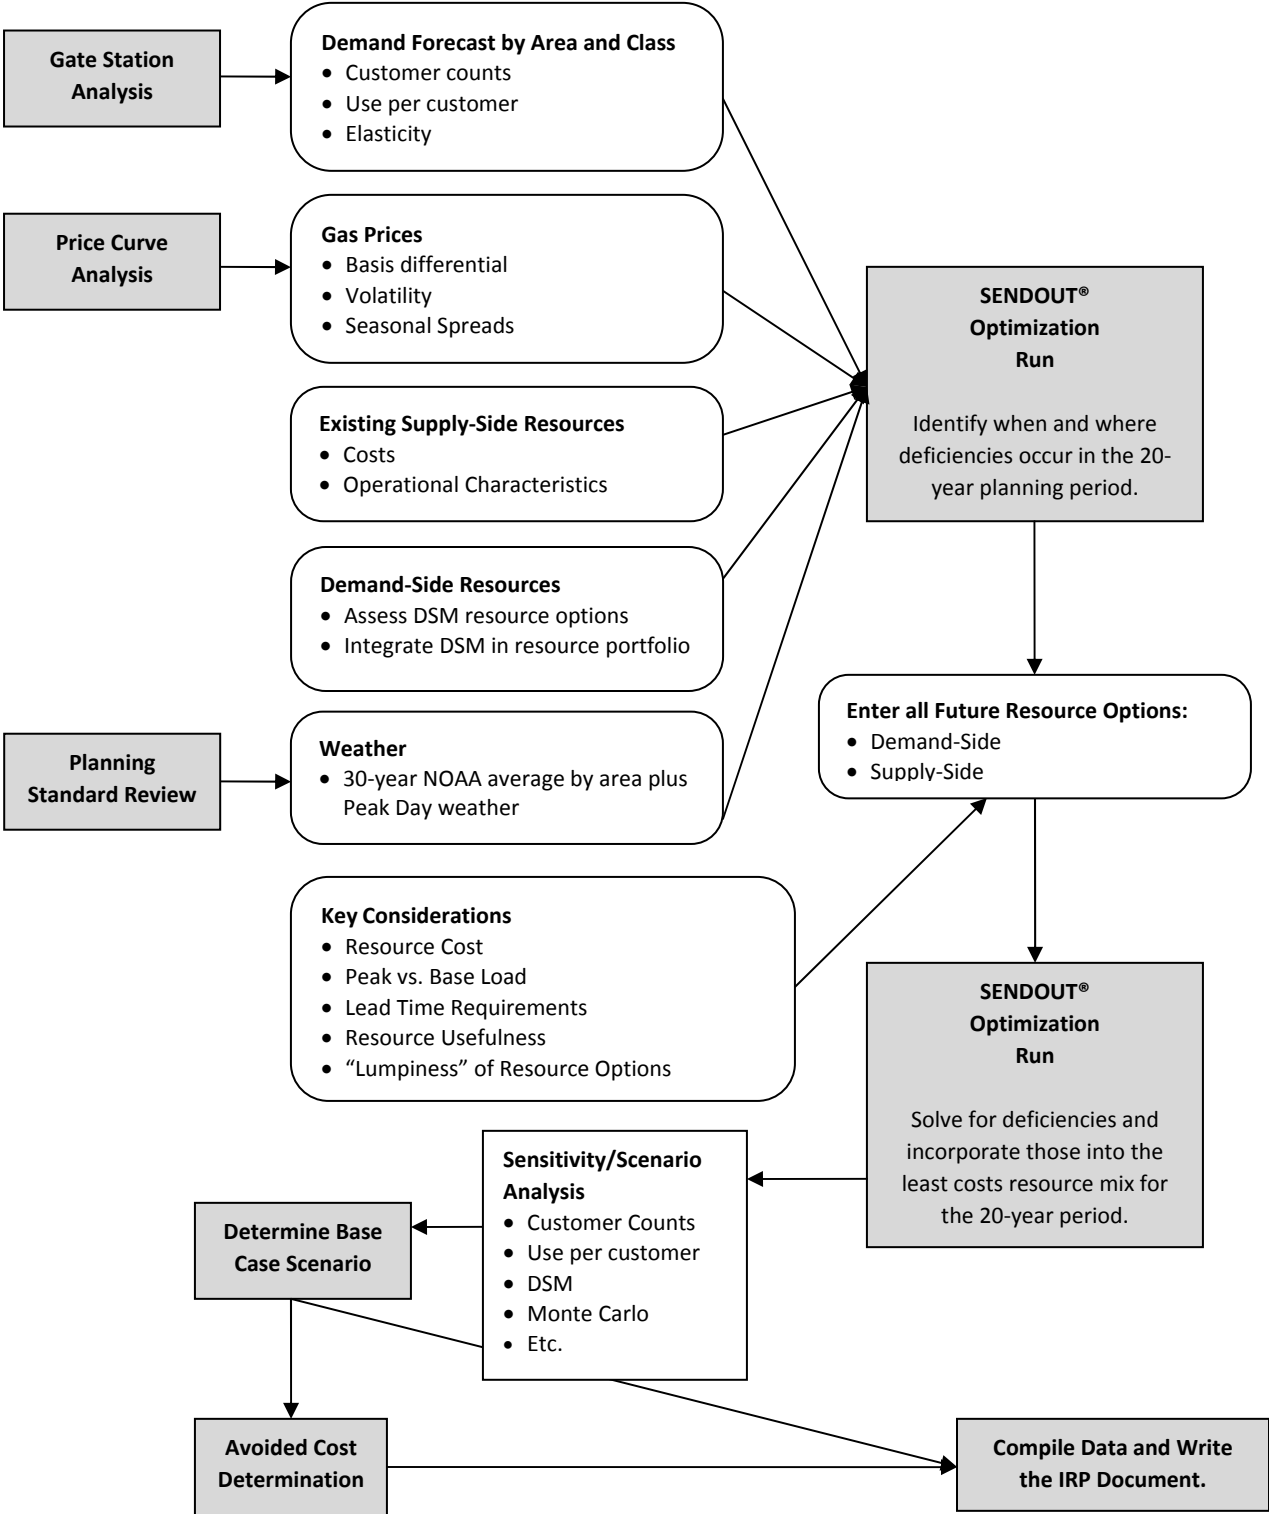 Gate Station
Analysis
Demand Forecast by Area and Class
• Customer counts
• Use per customer
• Elasticity
Price Curve
Analysis
Gas Prices
• Basis differential
• Volatility
• Seasonal Spreads
SENDOUT®
Optimization
Run
Identify when and where
deficiencies occur in the 20-
year planning period.
Existing Supply-Side Resources
• Costs
• Operational Characteristics
Demand-Side Resources
• Assess DSM resource options
• Integrate DSM in resource portfolio
Enter all Future Resource Options:
• Demand-Side
• Supply-Side
Planning
Standard Review
Weather
• 30-year NOAA average by area plus
Peak Day weather
Key Considerations
• Resource Cost
• Peak vs. Base Load
• Lead Time Requirements
• Resource Usefulness
• “Lumpiness” of Resource Options
SENDOUT®
Optimization
Run
Solve for deficiencies and
incorporate those into the
least costs resource mix for
the 20-year period.
Sensitivity/Scenario
Analysis
• Customer Counts
• Use per customer
• DSM
• Monte Carlo
• Etc.
Determine Base
Case Scenario
Avoided Cost
Determination
Compile Data and Write
the IRP Document.